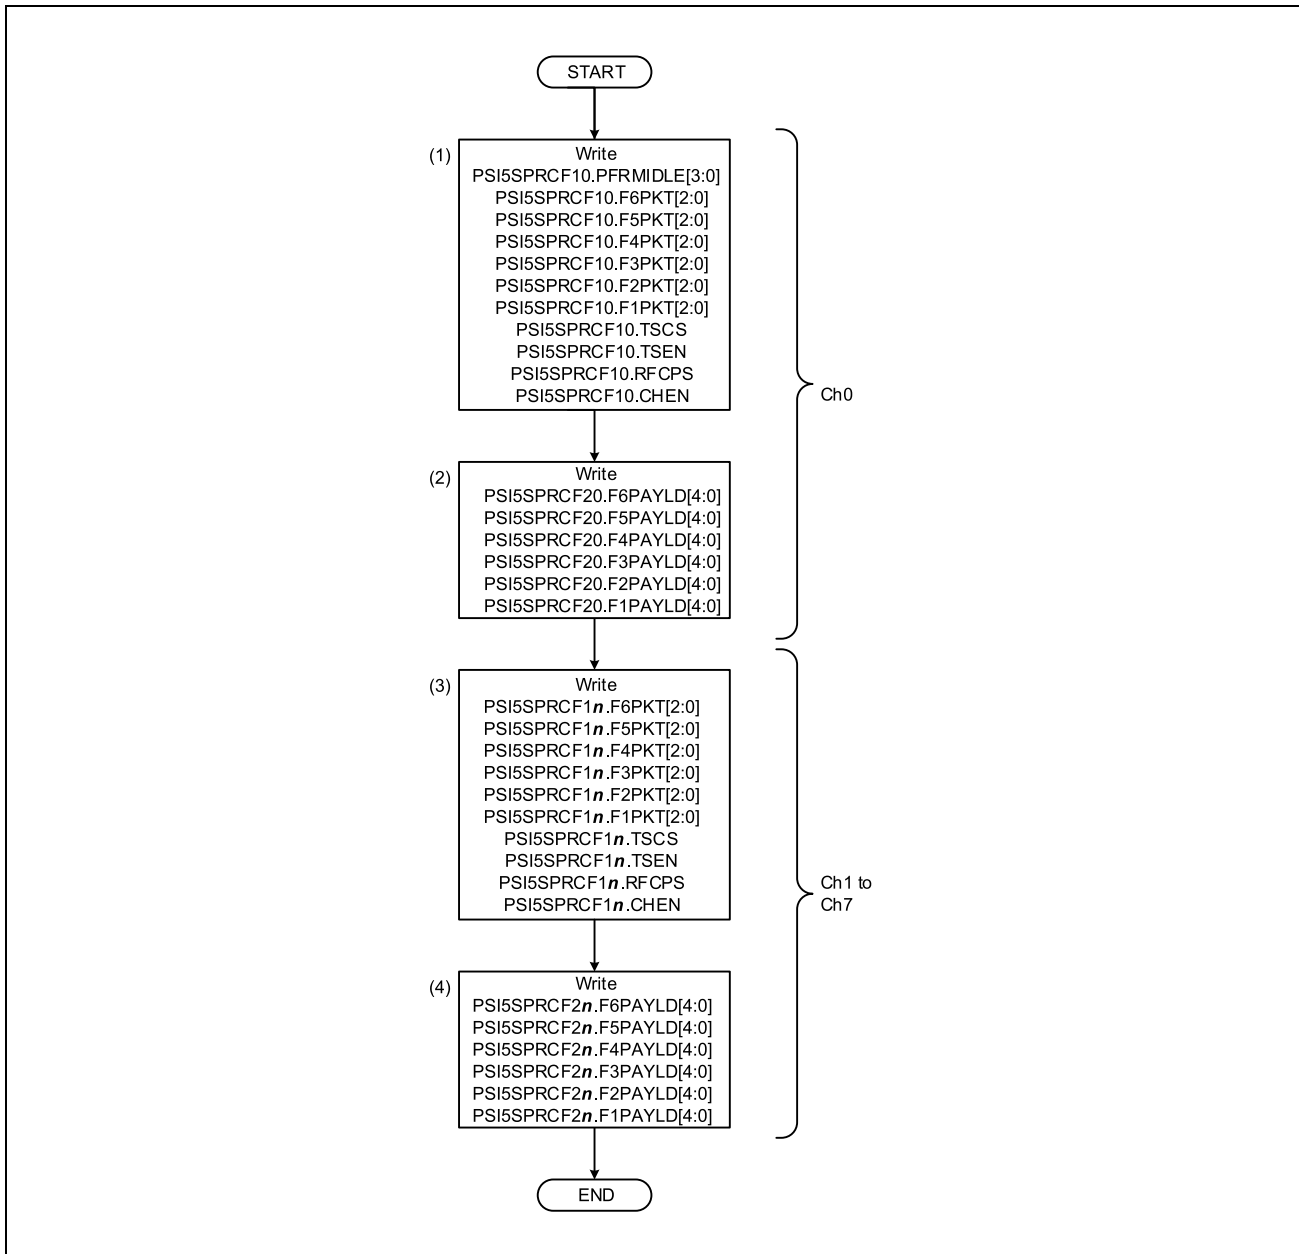 START
(1)
Write
PSI5SPRCF10.PFRMIDLE[3:0]
PSI5SPRCF10.F6PKT[2:0]
PSI5SPRCF10.F5PKT[2:0]
PSI5SPRCF10.F4PKT[2:0]
PSI5SPRCF10.F3PKT[2:0]
PSI5SPRCF10.F2PKT[2:0]
PSI5SPRCF10.F1PKT[2:0]
PSI5SPRCF10.TSCS
PSI5SPRCF10.TSEN
PSI5SPRCF10.RFCPS
PSI5SPRCF10.CHEN
Ch0
(2)
Write
PSI5SPRCF20.F6PAYLD[4:0]
PSI5SPRCF20.F5PAYLD[4:0]
PSI5SPRCF20.F4PAYLD[4:0]
PSI5SPRCF20.F3PAYLD[4:0]
PSI5SPRCF20.F2PAYLD[4:0]
PSI5SPRCF20.F1PAYLD[4:0]
(3)
Write
PSI5SPRCF1n.F6PKT[2:0]
PSI5SPRCF1n.F5PKT[2:0]
PSI5SPRCF1n.F4PKT[2:0]
PSI5SPRCF1n.F3PKT[2:0]
PSI5SPRCF1n.F2PKT[2:0]
PSI5SPRCF1n.F1PKT[2:0]
PSI5SPRCF1n.TSCS
PSI5SPRCF1n.TSEN
PSI5SPRCF1n.RFCPS
PSI5SPRCF1n.CHEN
Ch1 to
Ch7
(4)
Write
PSI5SPRCF2n.F6PAYLD[4:0]
PSI5SPRCF2n.F5PAYLD[4:0]
PSI5SPRCF2n.F4PAYLD[4:0]
PSI5SPRCF2n.F3PAYLD[4:0]
PSI5SPRCF2n.F2PAYLD[4:0]
PSI5SPRCF2n.F1PAYLD[4:0]
END